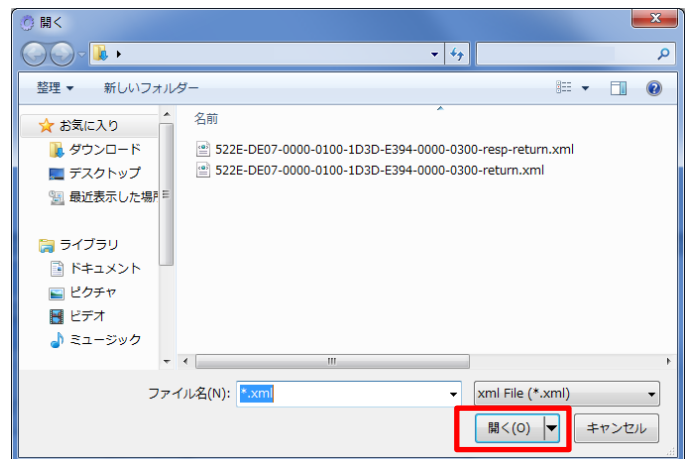 開く
整理 新しいフォルダー
名前
お気に入り
ダウンロード
デスクトップ
最近表示した場所
ライブラリ
ドキュメント
ピクチャ
ビデオ
ミュージック
522E-DE07-0000-0100-1D3D-E394-0000-0300-resp-return.xml
522E-DE07-0000-0100-1D3D-E394-0000-0300-return.xml
ファイル名(N): *.xml xml File (*.xml)
開く(O) キャンセル